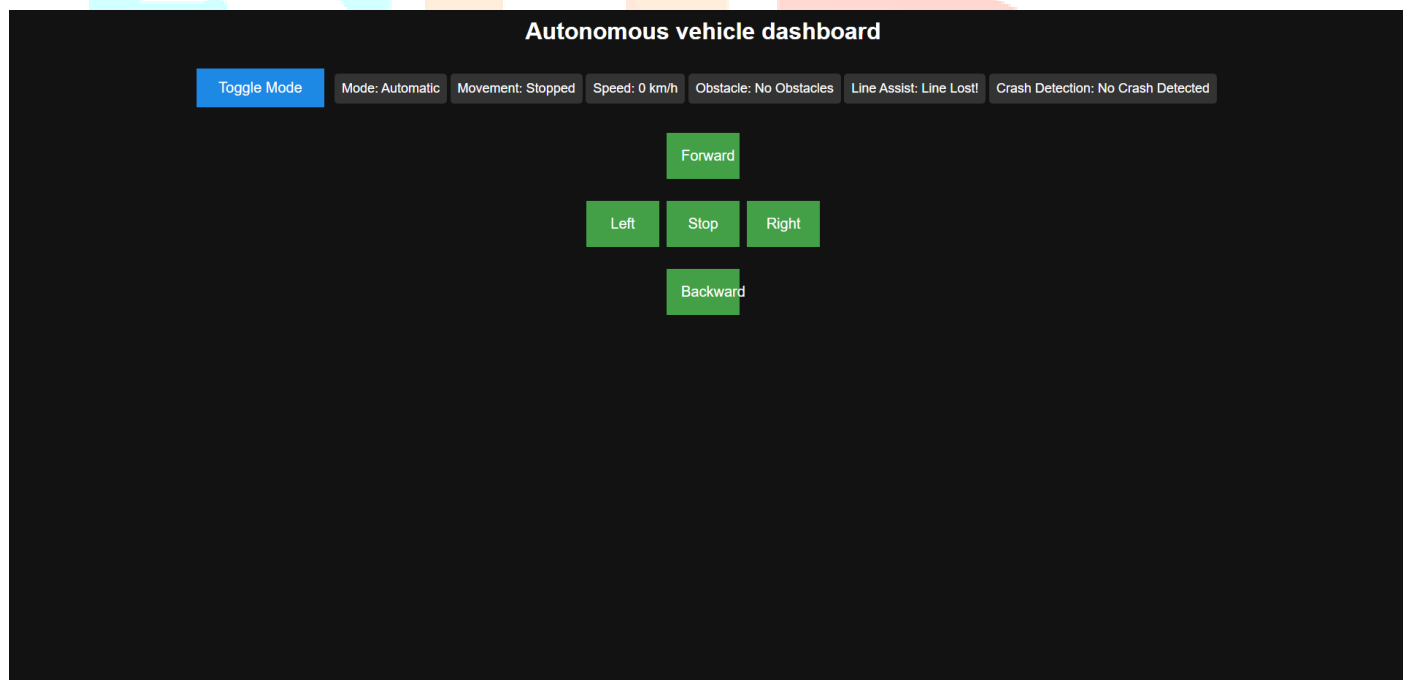 Autonomous vehicle dashboard
Toggle Mode Mode: Automatic Movement: Stopped Speed: 0 km/h Obstacle: No Obstacles Line Assist: Line Lost! Crash Detection: No Crash Detected
Forward
Left Stop Right
Backward